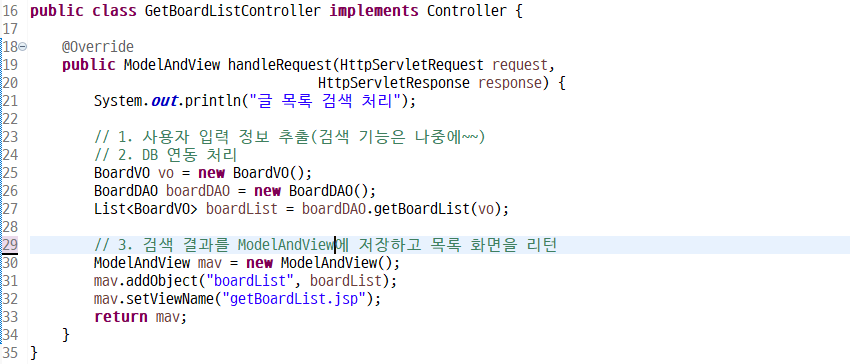 16 public class GetBoardListController implements Controller {
17
18 @Override
19 public ModelAndView handleRequest(HttpServletRequest request,
20 HttpServletResponse response) {
21 System.out.println("글 목록 검색 처리");
22
23 // 1. 사용자 입력 정보 추출(검색 기능은 나중에~~)
24 // 2. DB 연동 처리
25 BoardVO vo = new BoardVO();
26 BoardDAO boardDAO = new BoardDAO();
27 List<BoardVO> boardList = boardDAO.getBoardList(vo);
28
29 // 3. 검색 결과를 ModelAndView에 저장하고 목록 화면을 리턴
30 ModelAndView mav = new ModelAndView();
31 mav.addObject("boardList", boardList);
32 mav.setViewName("getBoardList.jsp");
33 return mav;
34 }
35 }